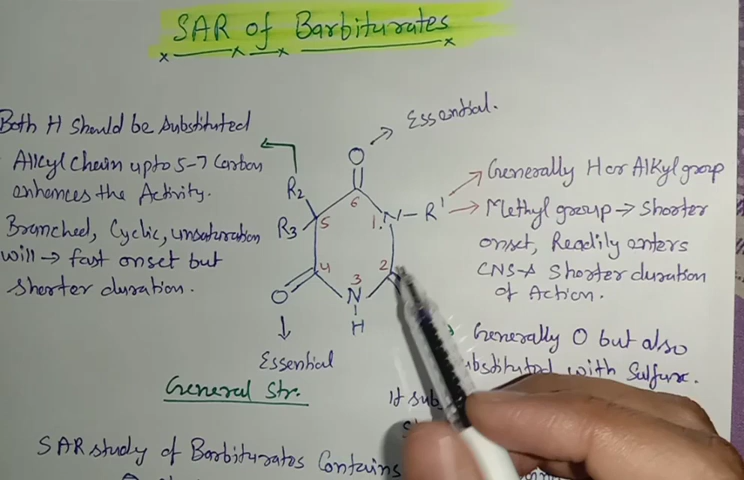 SAR of Barbiturates
Both H should be substituted
Alkyl Chain upto 5-7 Carbon
enhances the Activity.
Branched, Cyclic, unsaturation
will → fast onset but
shorter duration.
Essential.
O
6
R2
R3
5
1. N - R'
4
3
2
O
N
H
Essential
General Str.
Generally H or Alkyl group
Methyl group → Shorter
onset, Readily enters
CNS → Shorter duration
of Action.
Generally O but also
substituted with Sulfur.
If sub
SAR study of Barbiturates Contains